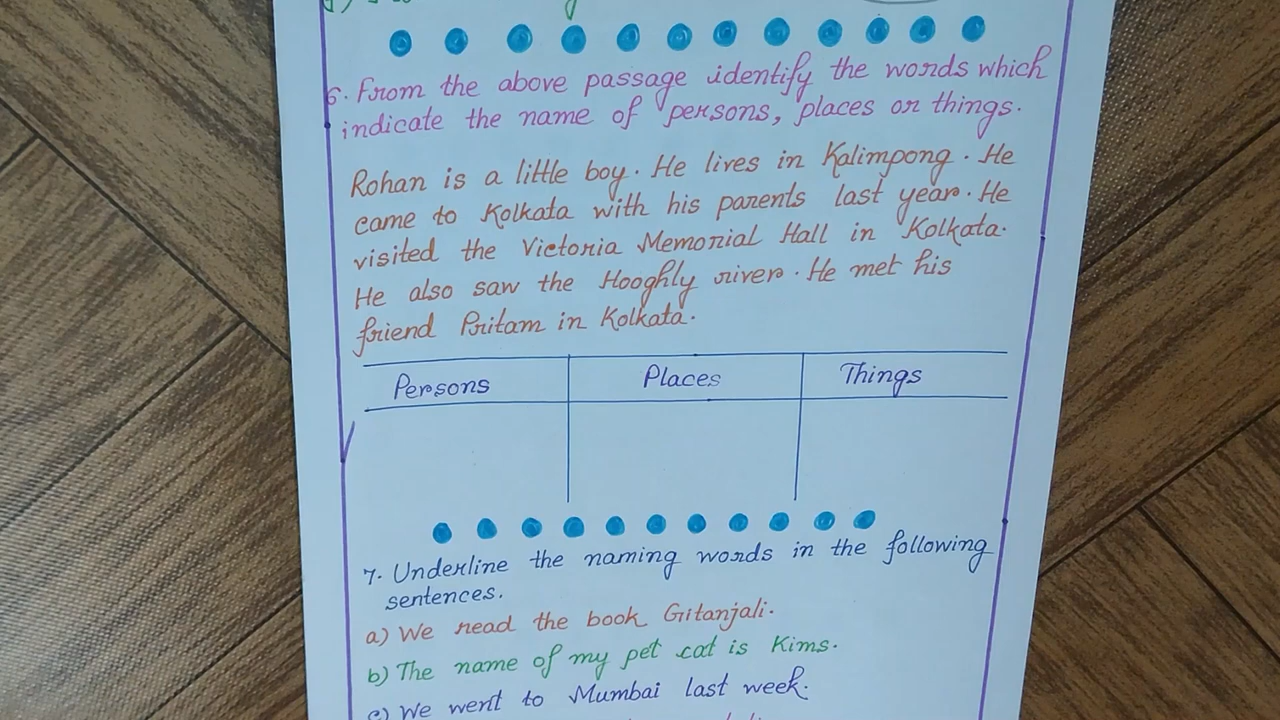 6. From the above passage identify the words which
indicate the name of persons, places or things.
Rohan is a little boy. He lives in Kalimpong. He
came to Kolkata with his parents last year. He
visited the Victoria Memorial Hall in Kolkata.
He also saw the Hooghly river. He met his
friend Pritam in Kolkata.
Persons Places Things
7. Underline the naming words in the following
sentences.
a) We read the book Gitanjali.
b) The name of my pet cat is Kims.
c) We went to Mumbai last week.